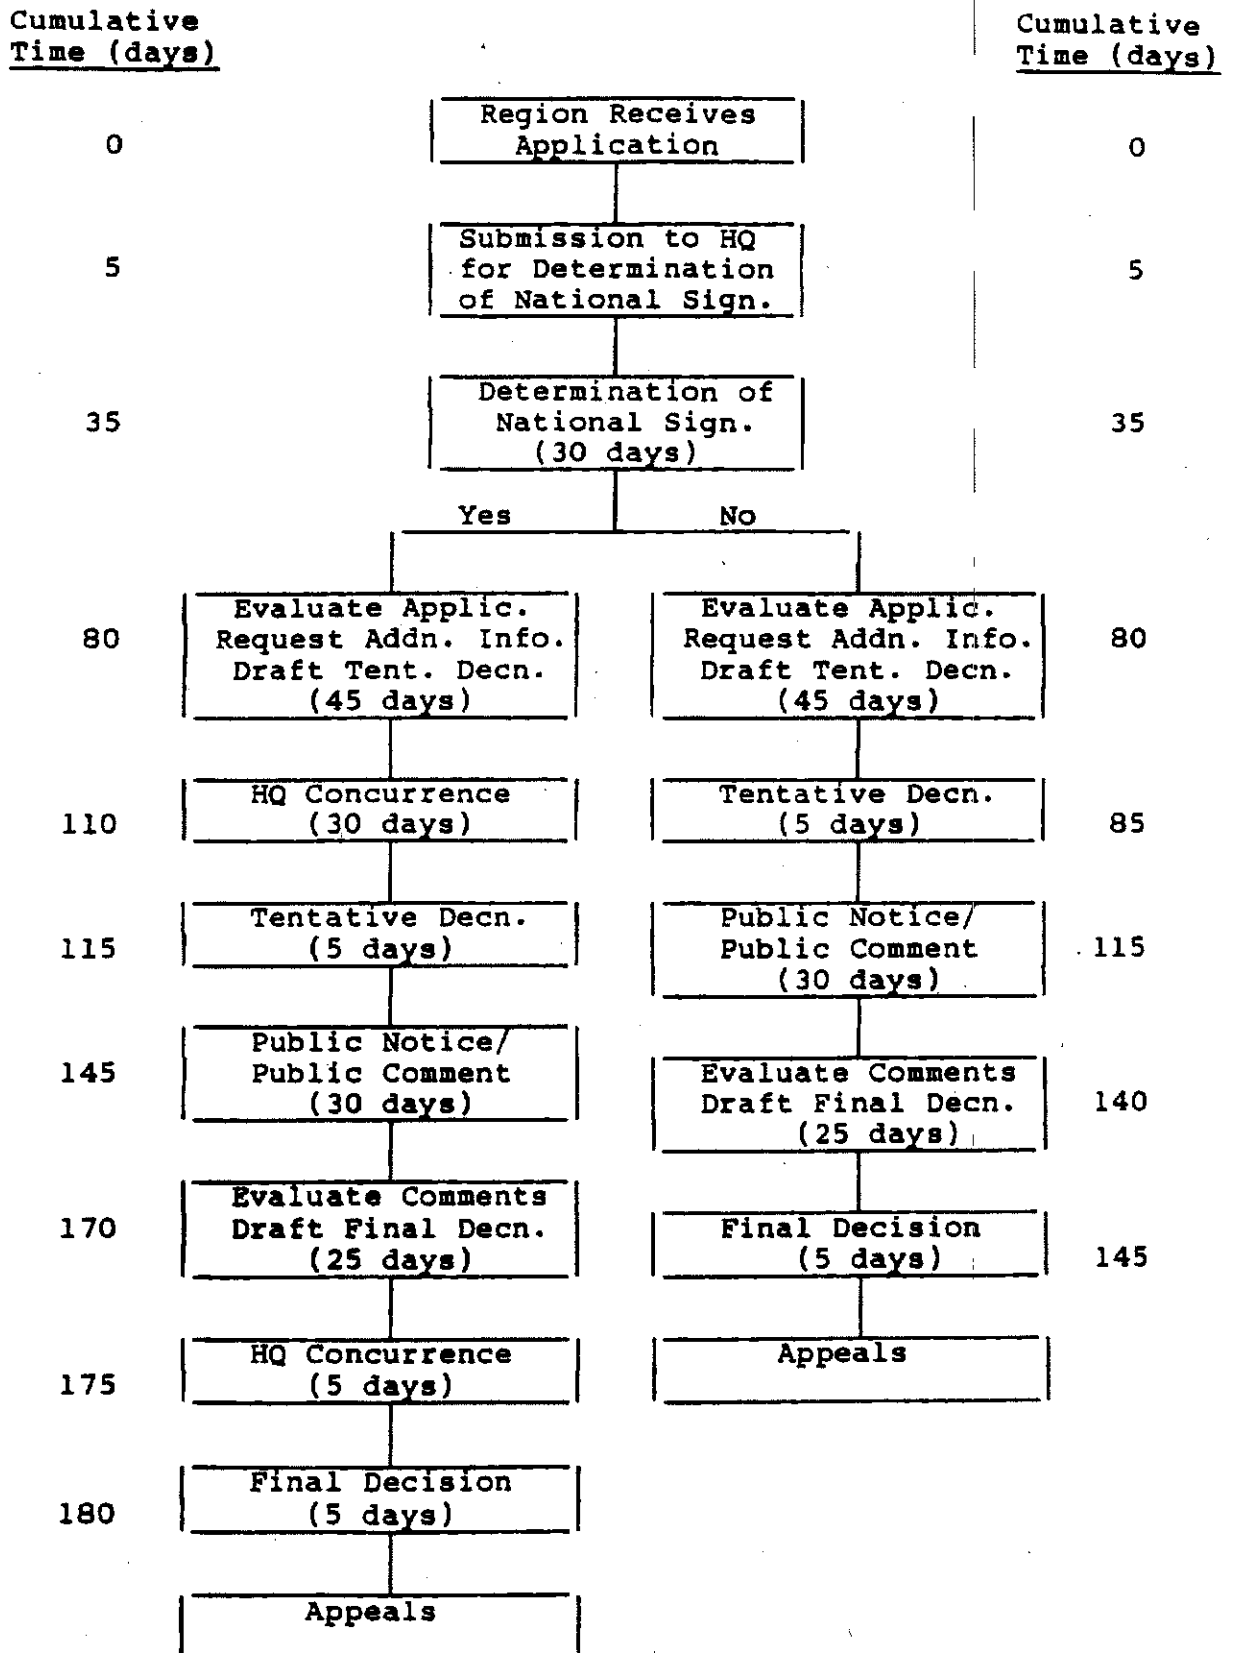 Cumulative
Time (days)
Cumulative
Time (days)
0
Region Receives
Application
0
5
Submission to HQ
for Determination
of National Sign.
5
35
Determination of
National Sign.
(30 days)
35
Yes
No
80
Evaluate Applic.
Request Addn. Info.
Draft Tent. Decn.
(45 days)
Evaluate Applic.
Request Addn. Info.
Draft Tent. Decn.
(45 days)
80
110
HQ Concurrence
(30 days)
Tentative Decn.
(5 days)
85
115
Tentative Decn.
(5 days)
Public Notice/
Public Comment
(30 days)
115
145
Public Notice/
Public Comment
(30 days)
Evaluate Comments
Draft Final Decn.
(25 days)
140
170
Evaluate Comments
Draft Final Decn.
(25 days)
Final Decision
(5 days)
145
175
HQ Concurrence
(5 days)
Appeals
180
Final Decision
(5 days)
Appeals